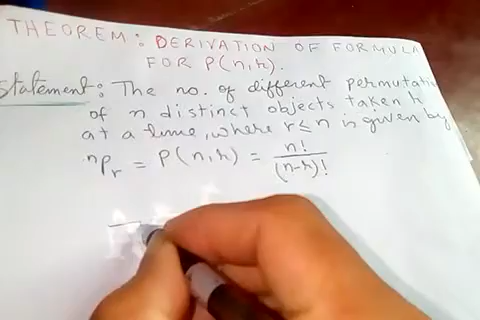 THEOREM: DERIVATION OF FORMULA
FOR P(n,r).
Statement: The no. of different permutatio
of n distinct objects taken r
at a time, where r ≤ n is given by
ⁿPᵣ = P(n,r) = n!/(n-r)!